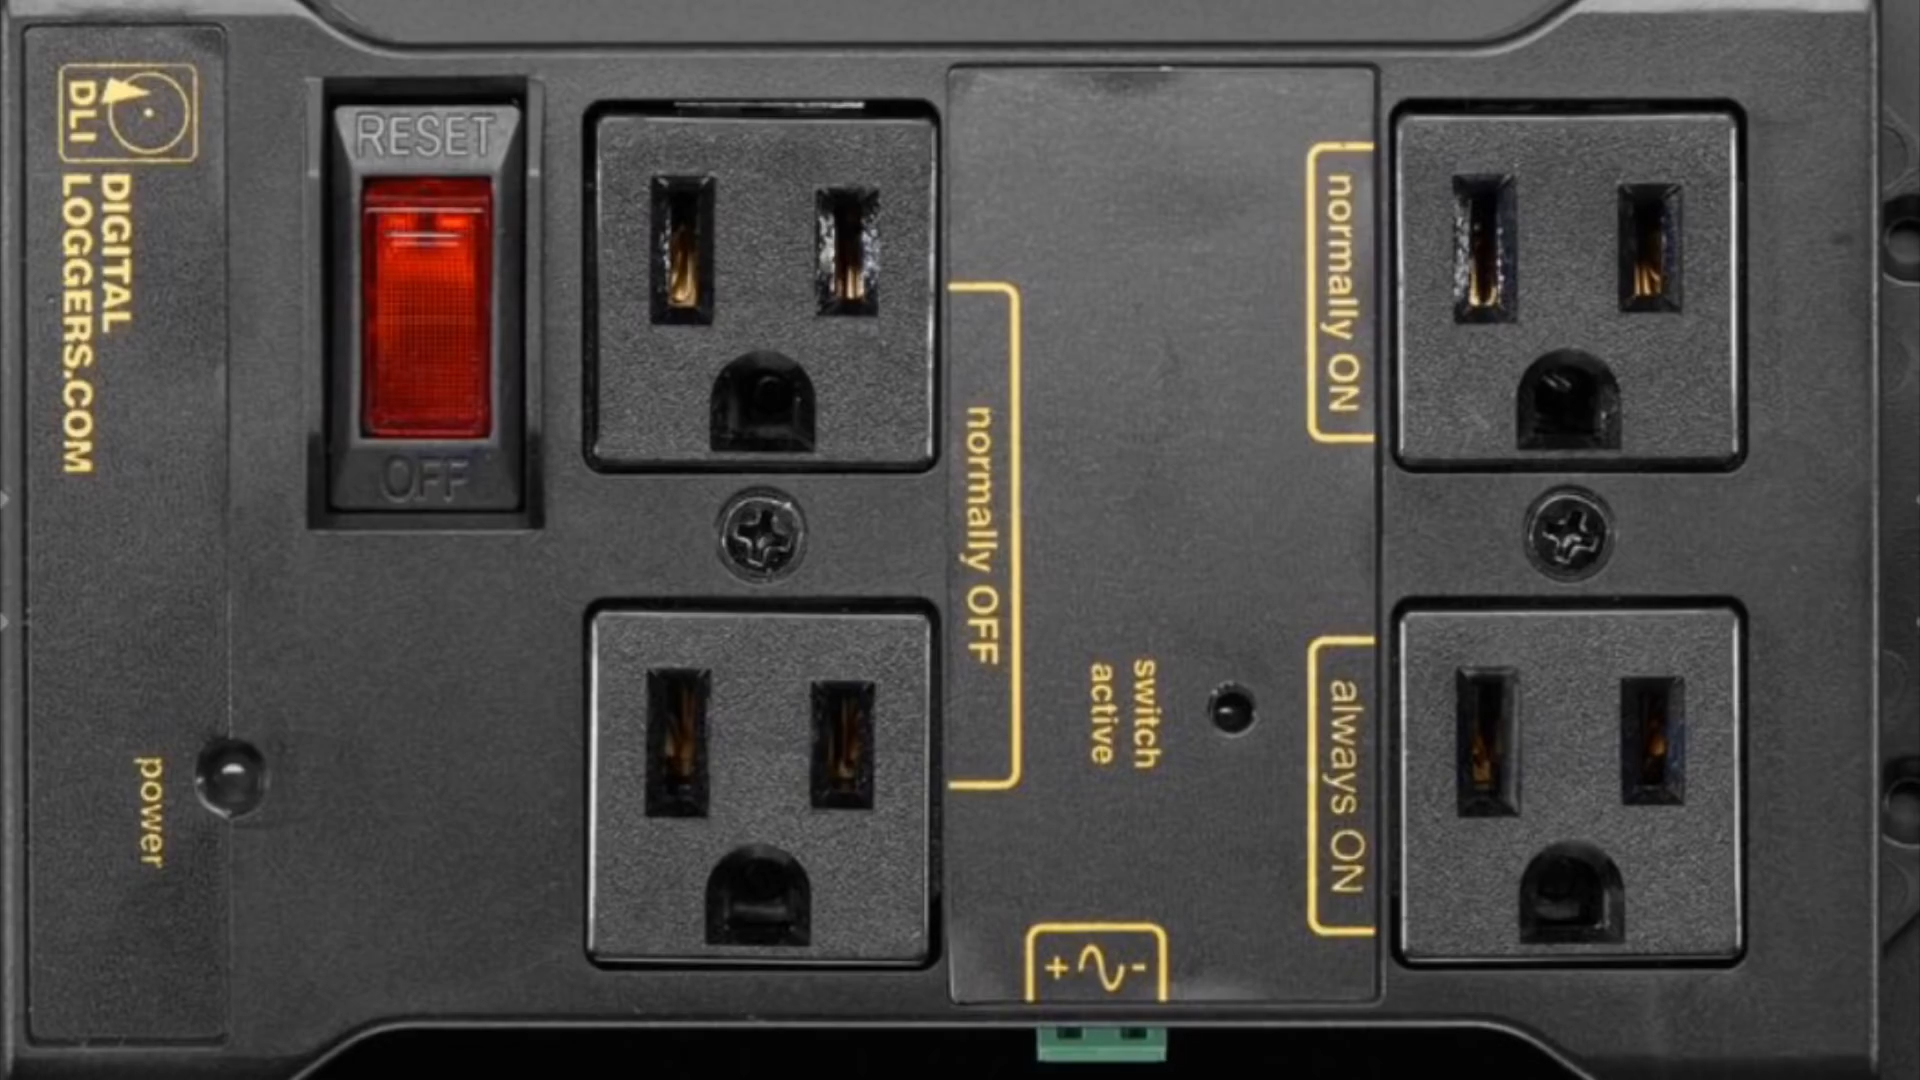 DLI
DIGITAL
LOGGERS.COM
RESET
OFF
power
normally OFF
switch
active
normally ON
always ON
+ -